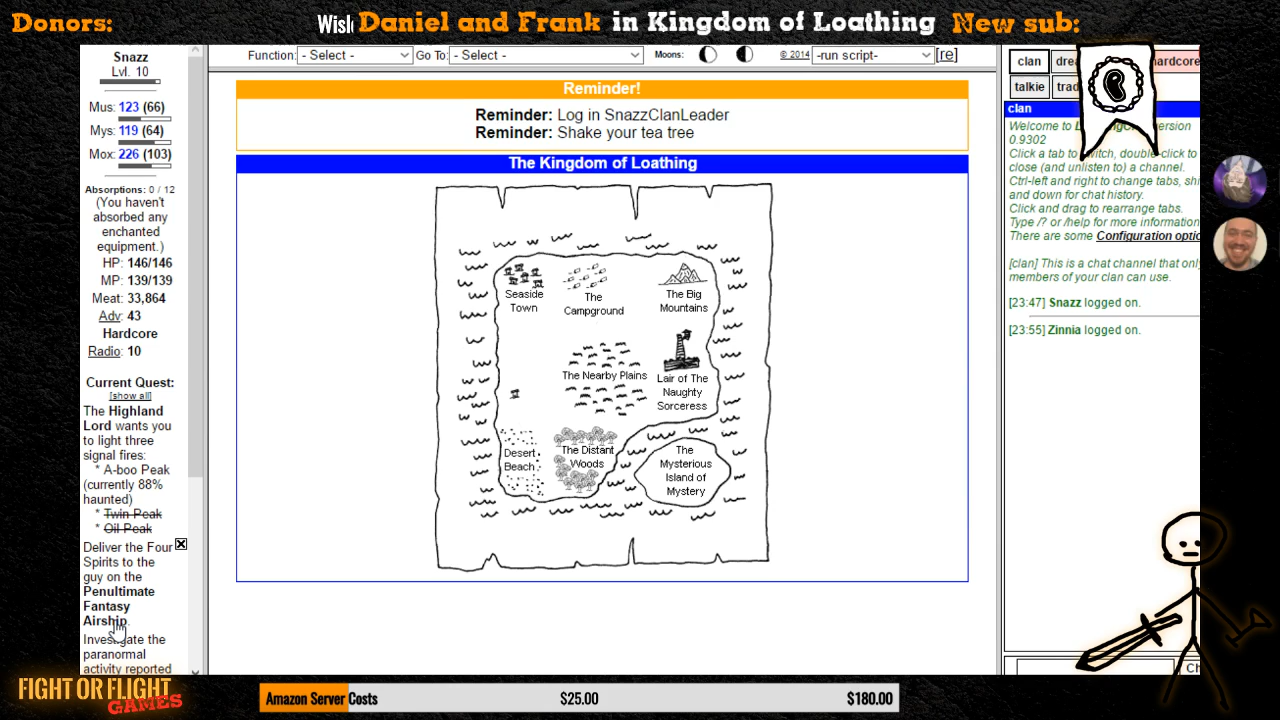 Donors:
Wish Daniel and Frank in Kingdom of Loathing
New sub:
Snazz
Lvl. 10
Mus: 123 (66)
Mys: 119 (64)
Mox: 226 (103)
Absorptions: 0 / 12
(You haven't
absorbed any
enchanted
equipment.)
HP: 146/146
MP: 139/139
Meat: 33,864
Adv: 43
Hardcore
Radio: 10
Current Quest:
[show all]
The Highland
Lord wants you
to light three
signal fires:
* A-boo Peak
(currently 88%
haunted)
* Twin Peak
* Oil Peak
Deliver the Four
Spirits to the
guy on the
Penultimate
Fantasy
Airship.
Investigate the
paranormal
activity reported
Function: - Select - Go To: - Select - Moons: © 2014 -run script- [re]
Reminder!
Reminder: Log in SnazzClanLeader
Reminder: Shake your tea tree
The Kingdom of Loathing
Seaside
Town
The
Campground
The Big
Mountains
The Nearby Plains
Lair of The
Naughty
Sorceress
Desert
Beach
The Distant
Woods
The
Mysterious
Island of
Mystery
clan drea hardcore
talkie trad
clan
Welcome to ersion
0.9302
Click a tab to switch, double-click to
close (and unlisten to) a channel.
Ctrl-left and right to change tabs, shi
and down for chat history.
Click and drag to rearrange tabs.
Type /? or /help for more information
There are some Configuration optio
[clan] This is a chat channel that only
members of your clan can use.
[23:47] Snazz logged on.
[23:55] Zinnia logged on.
Ch
FIGHT OR FLIGHT
GAMES
Amazon Server Costs $25.00 $180.00